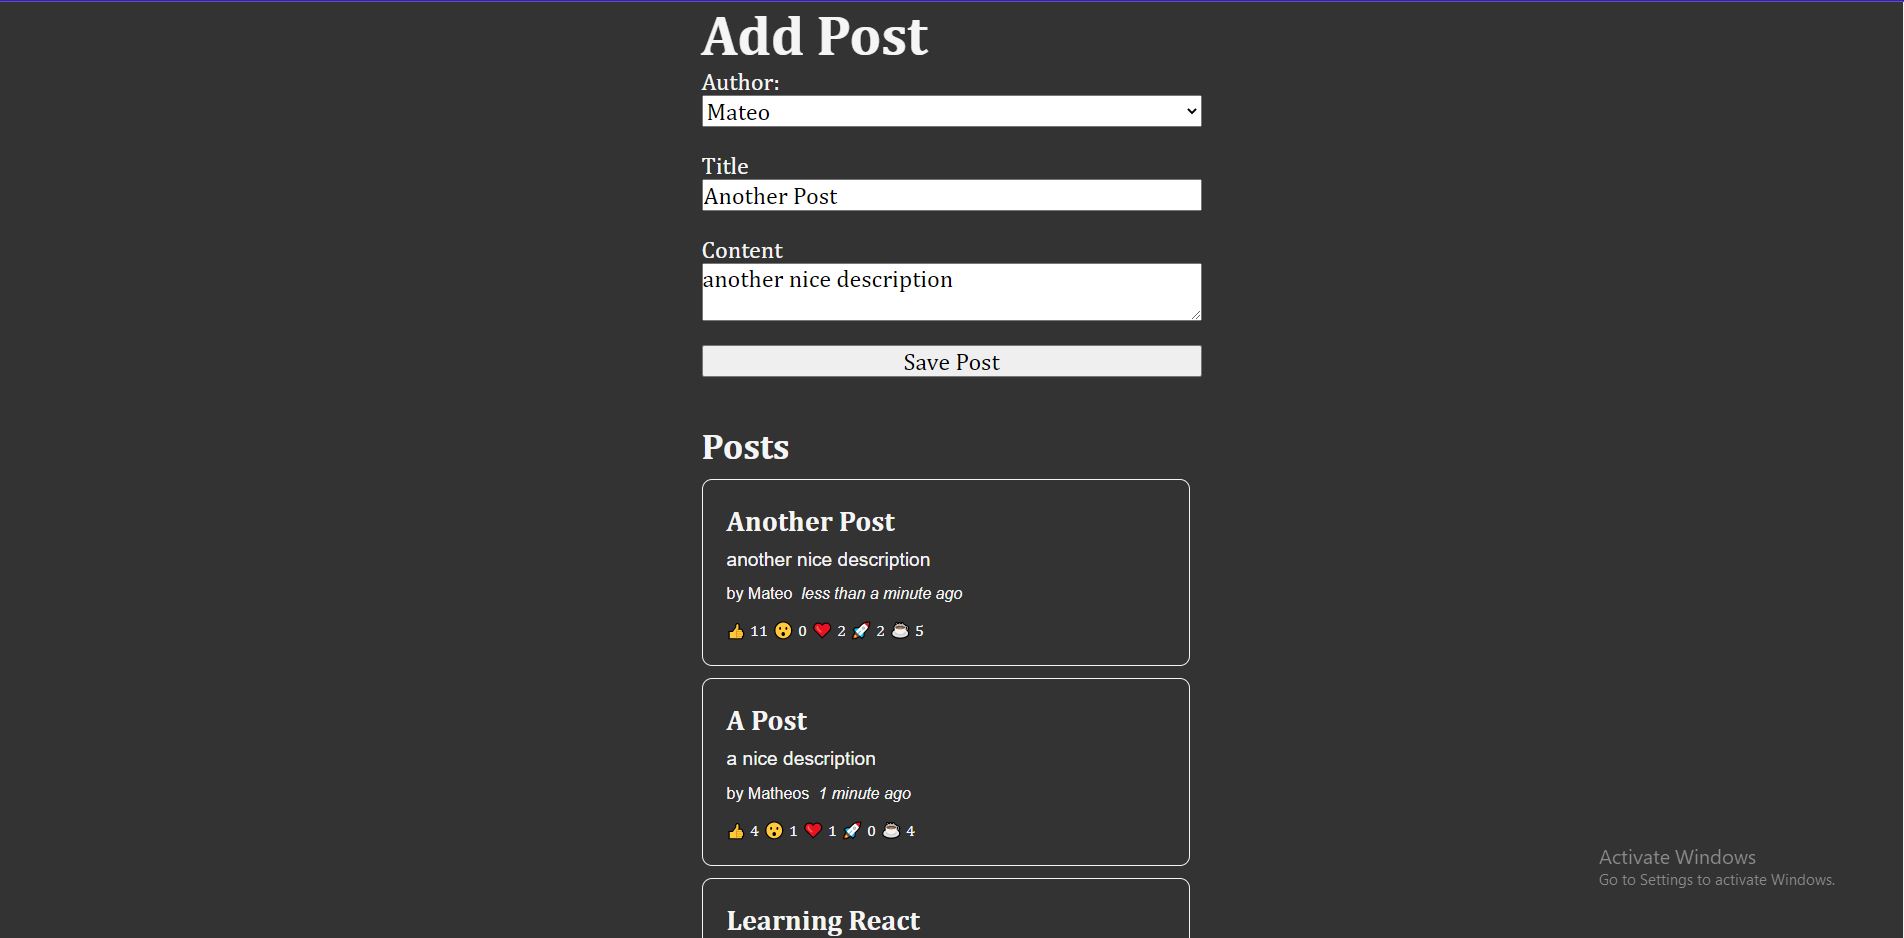 Add Post
Author:
Mateo
Title
Another Post
Content
another nice description
Save Post
Posts
Another Post
another nice description
by Mateo less than a minute ago
👍 11 😮 0 ❤️ 2 🚀 2 ☕ 5
A Post
a nice description
by Matheos 1 minute ago
👍 4 😮 1 ❤️ 1 🚀 0 ☕ 4
Activate Windows
Go to Settings to activate Windows.
Learning React